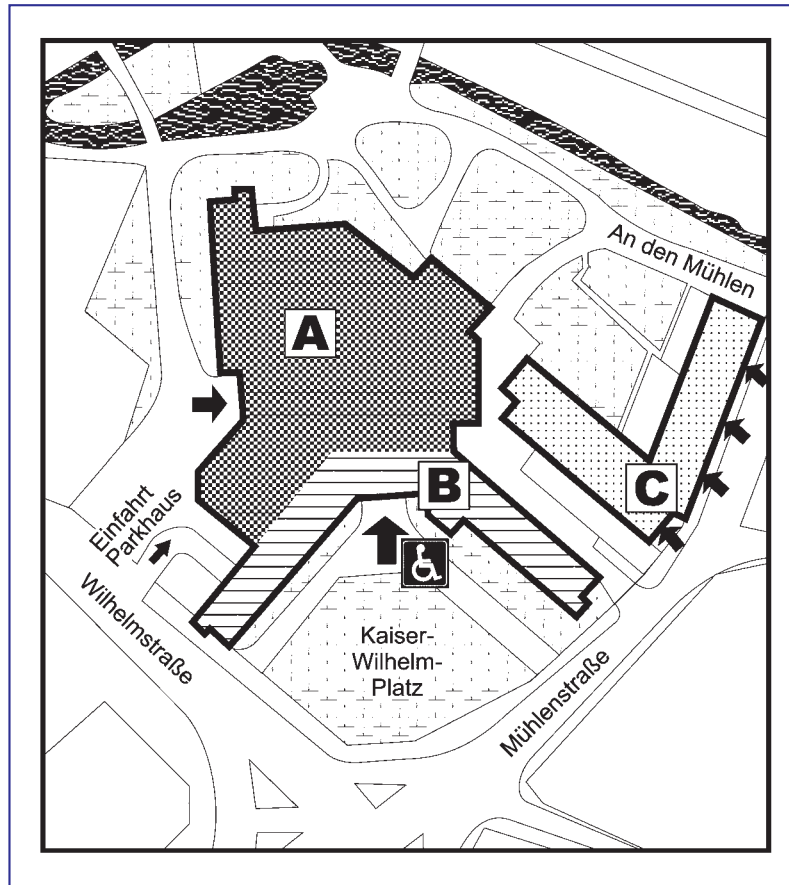 An den Mühlen
A
B
C
Einfahrt
Parkhaus
Wilhelmstraße
Kaiser-
Wilhelm-
Platz
Mühlenstraße